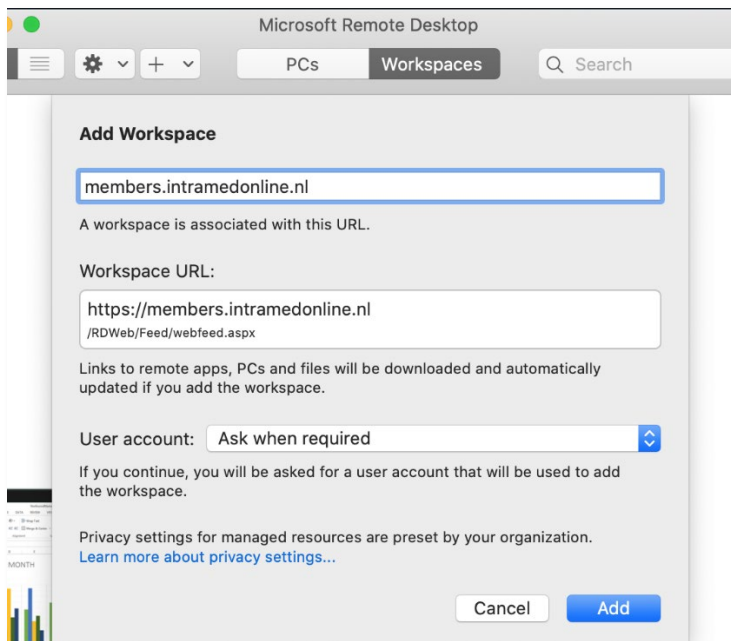 Microsoft Remote Desktop
PCs
Workspaces
Search
Add Workspace
members.intramedonline.nl
A workspace is associated with this URL.
Workspace URL:
https://members.intramedonline.nl
/RDWeb/Feed/webfeed.aspx
Links to remote apps, PCs and files will be downloaded and automatically
updated if you add the workspace.
User account:
Ask when required
If you continue, you will be asked for a user account that will be used to add
the workspace.
Privacy settings for managed resources are preset by your organization.
Learn more about privacy settings...
MONTH
Cancel
Add